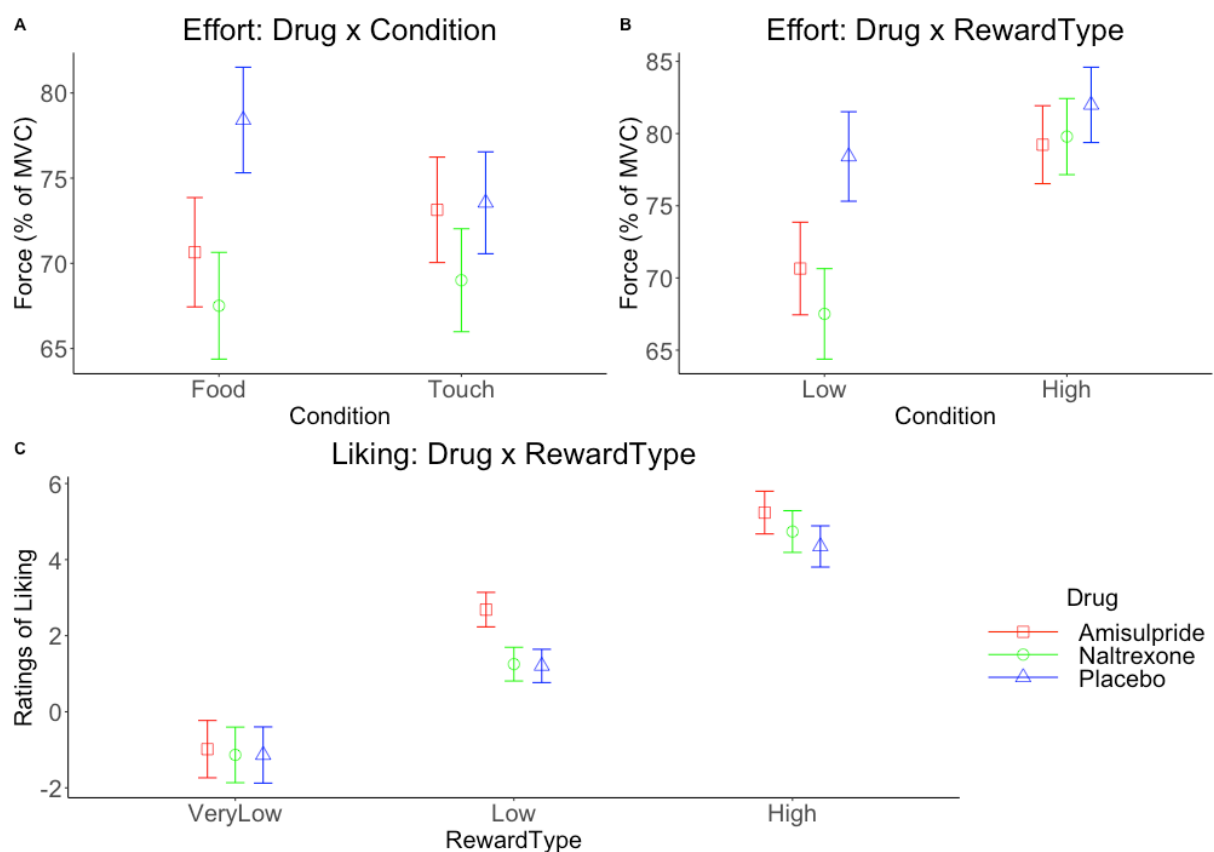 A
Effort: Drug x Condition
Force (% of MVC)
80
75
70
65
Food Touch
Condition
B
Effort: Drug x RewardType
Force (% of MVC)
85
80
75
70
65
Low High
Condition
C
Liking: Drug x RewardType
Ratings of Liking
6
4
2
0
-2
VeryLow Low High
RewardType
Drug
Amisulpride
Naltrexone
Placebo